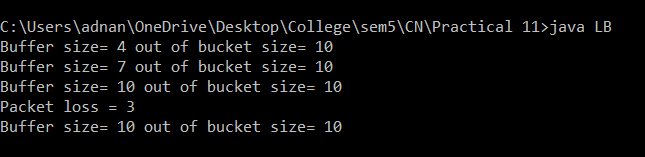 C:\Users\adnan\OneDrive\Desktop\College\sem5\CN\Practical 11>java LB
Buffer size= 4 out of bucket size= 10
Buffer size= 7 out of bucket size= 10
Buffer size= 10 out of bucket size= 10
Packet loss = 3
Buffer size= 10 out of bucket size= 10